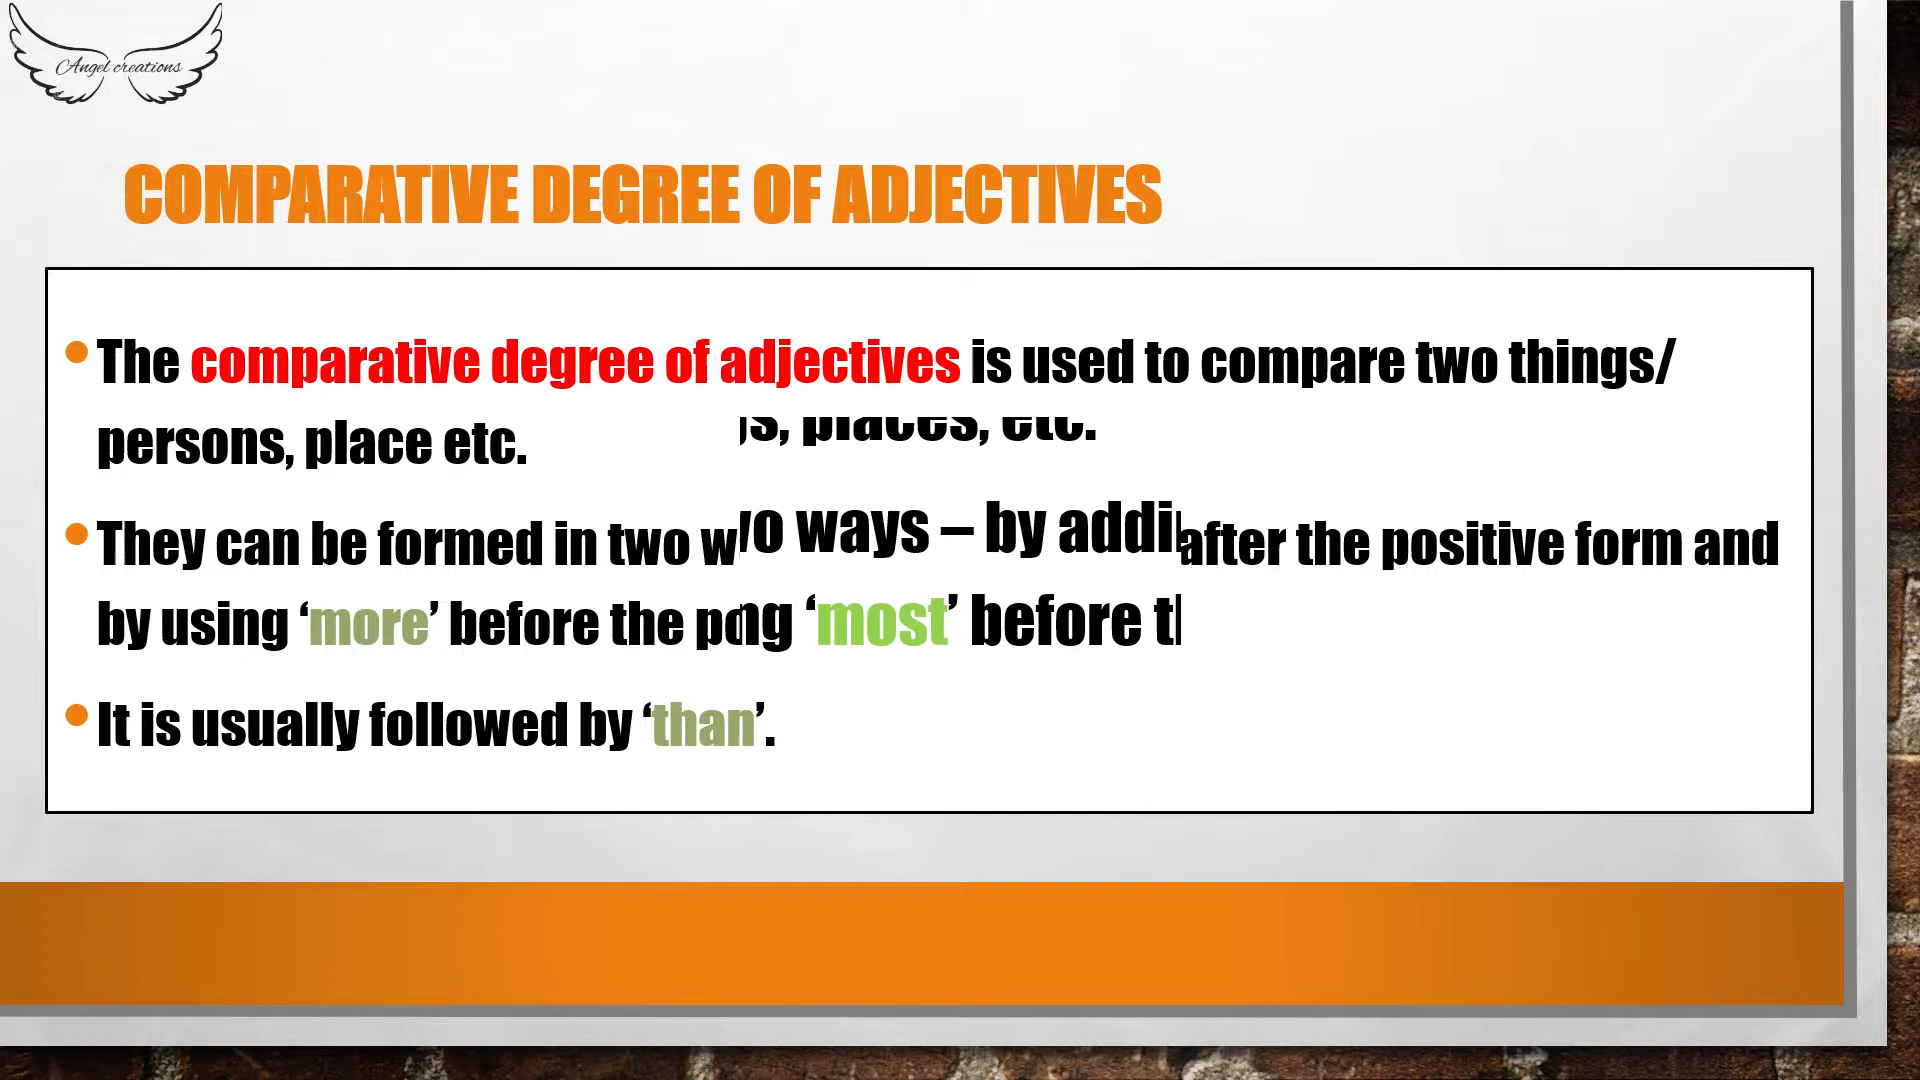 Angel creations
COMPARATIVE DEGREE OF ADJECTIVES
The comparative degree of adjectives is used to compare two things/
persons, place etc. s, places, etc.
They can be formed in two ways – by after the positive form and
by using ‘more’ before the ‘most’ before
It is usually followed by ‘than’.